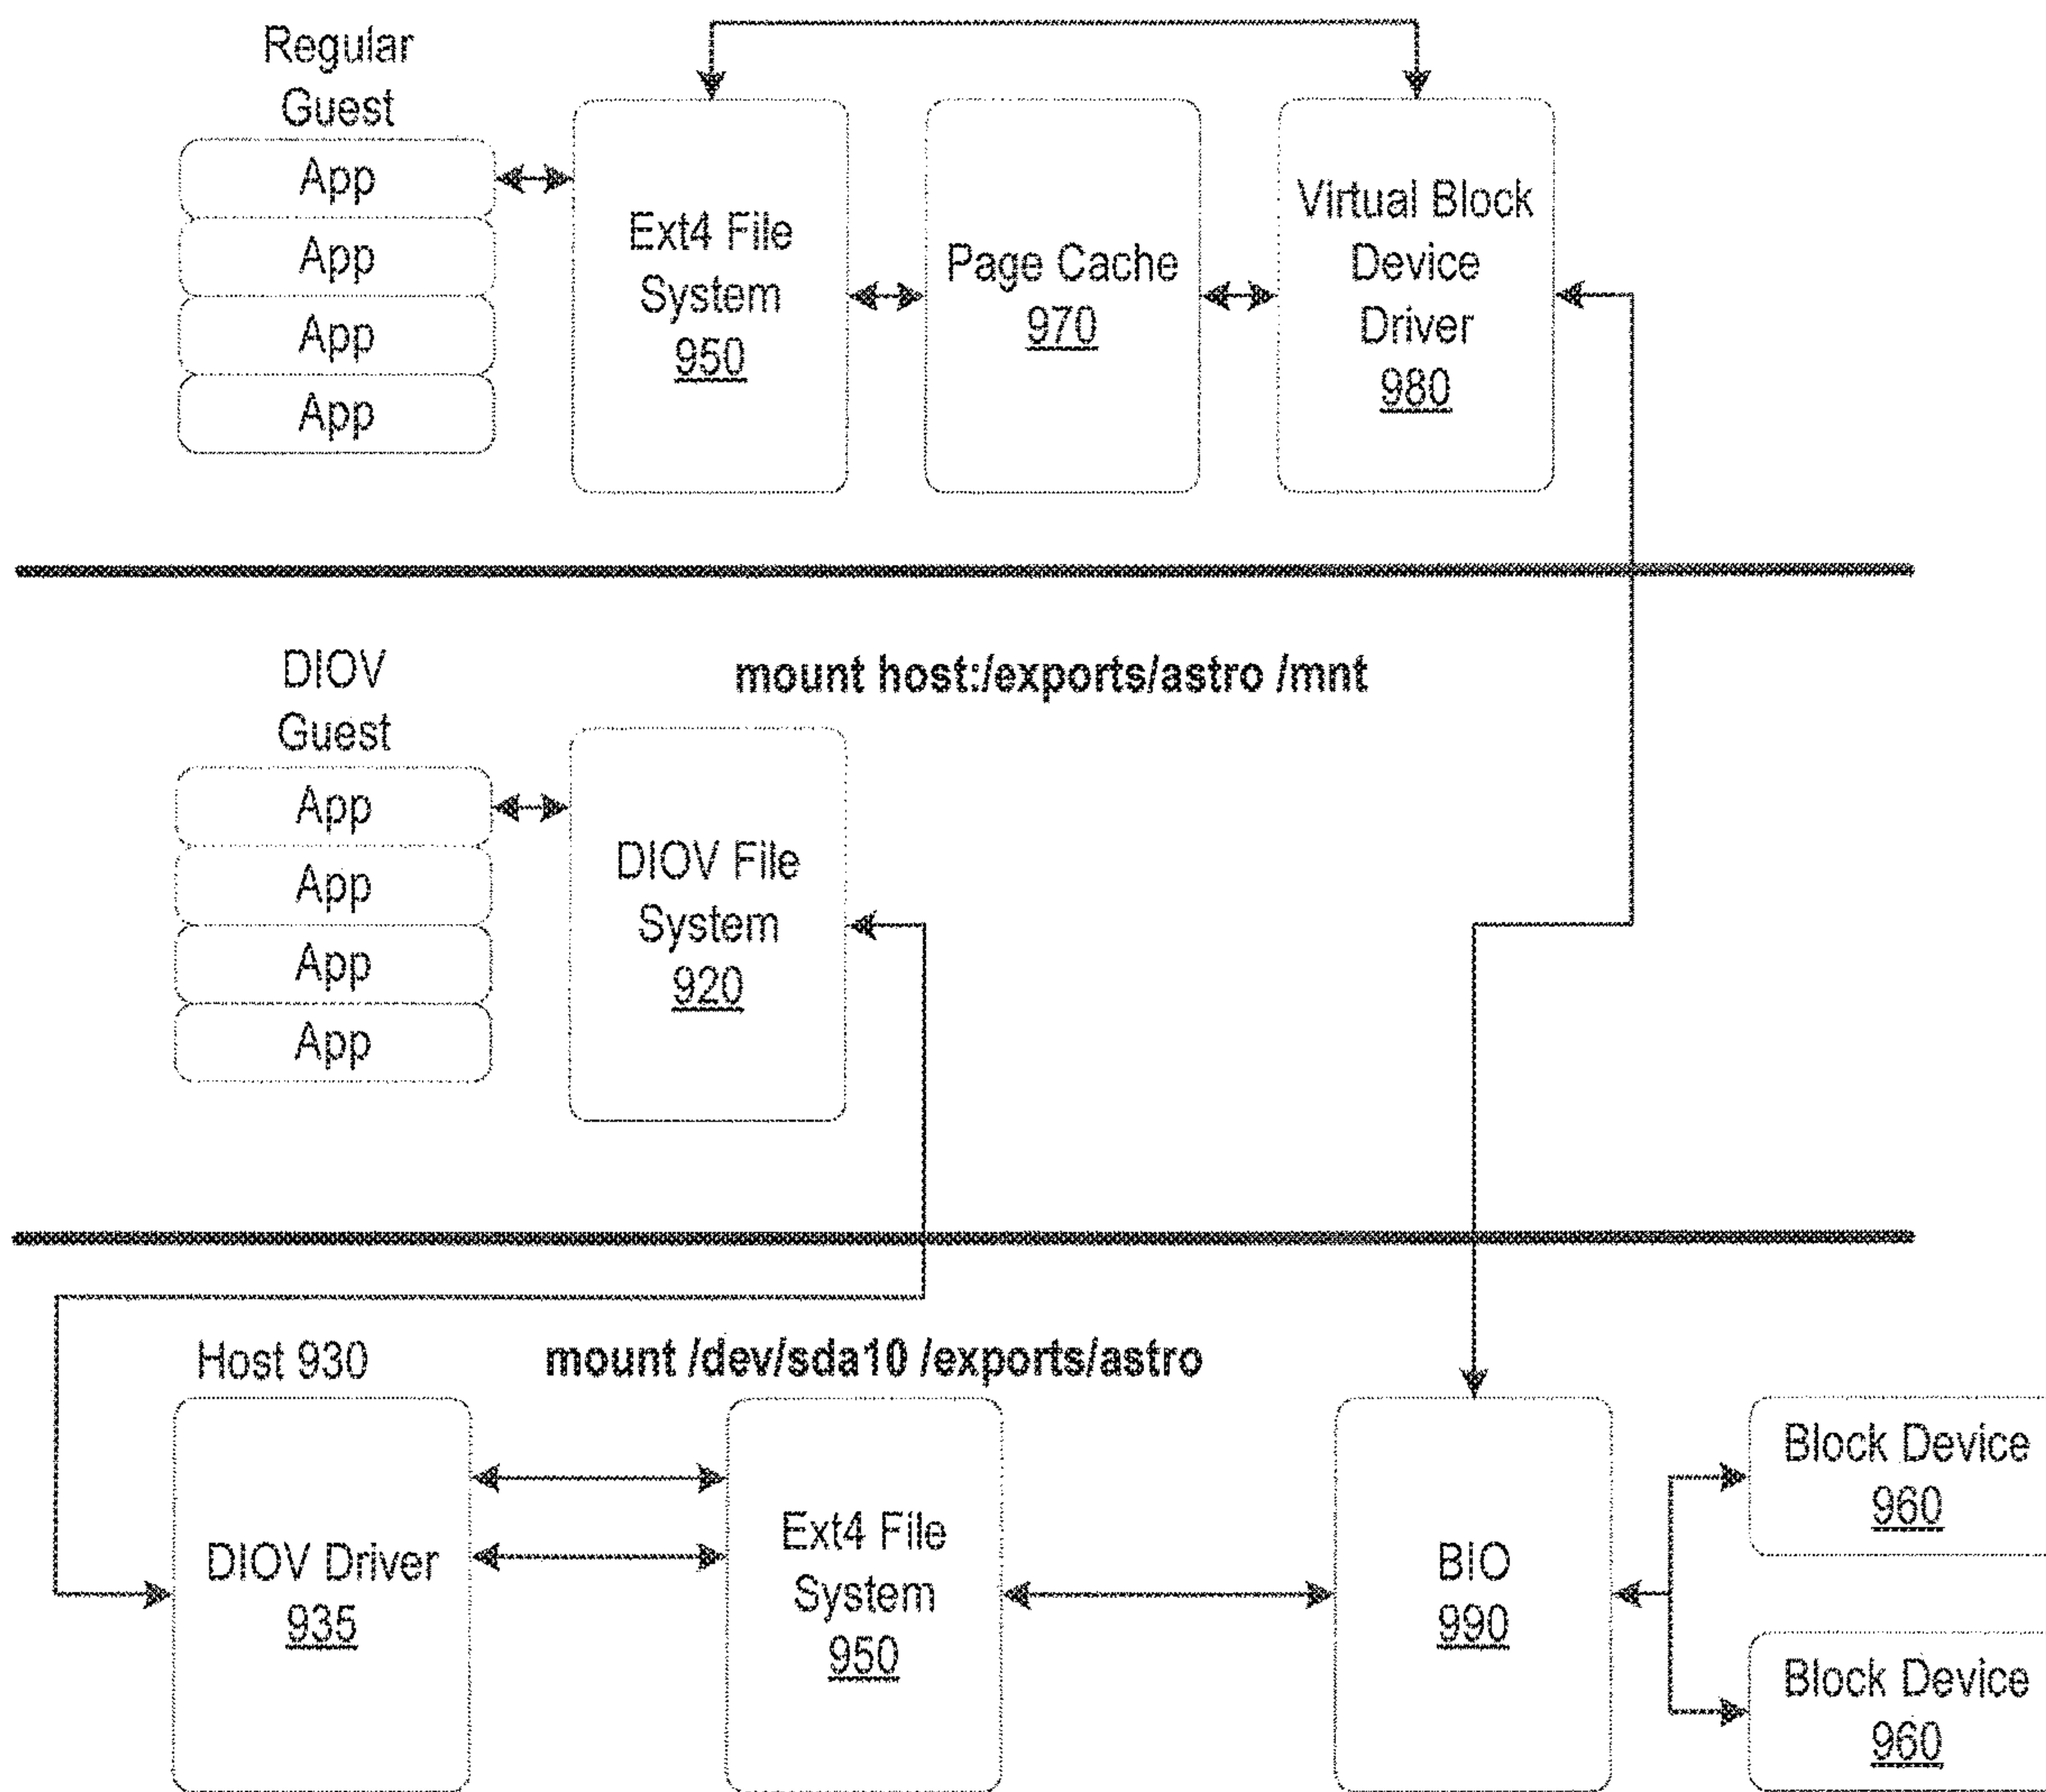 Regular
Guest
App
App
App
App
Ext4 File
System
950
Page Cache
970
Virtual Block
Device
Driver
980
DIOV
Guest
mount host:/exports/astro /mnt
App
App
App
App
DIOV File
System
920
Host 930
mount /dev/sda10 /exports/astro
DIOV Driver
935
Ext4 File
System
950
BIO
990
Block Device
960
Block Device
960